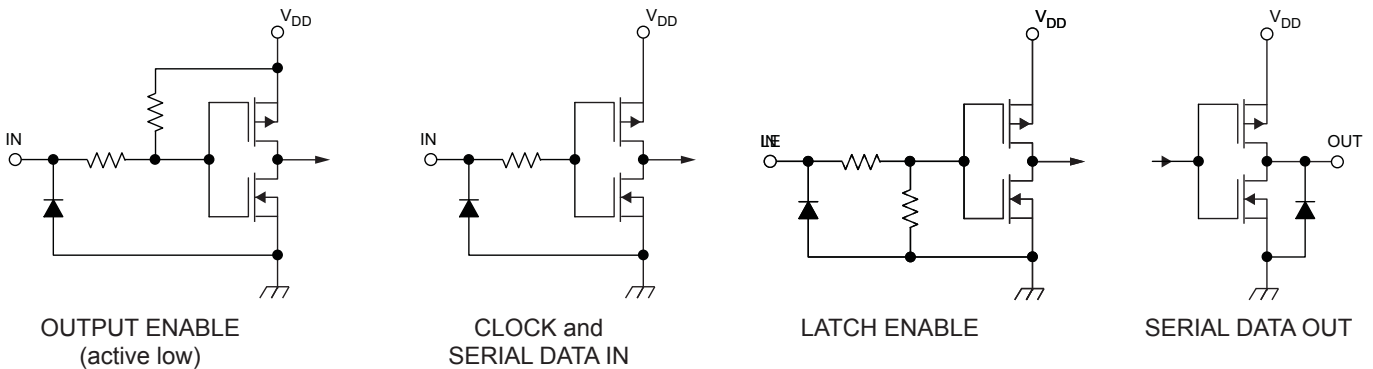 VDD
IN
OUTPUT ENABLE
(active low)
VDD
IN
CLOCK and
SERIAL DATA IN
VDD
LATCH ENABLE
VDD
OUT
SERIAL DATA OUT